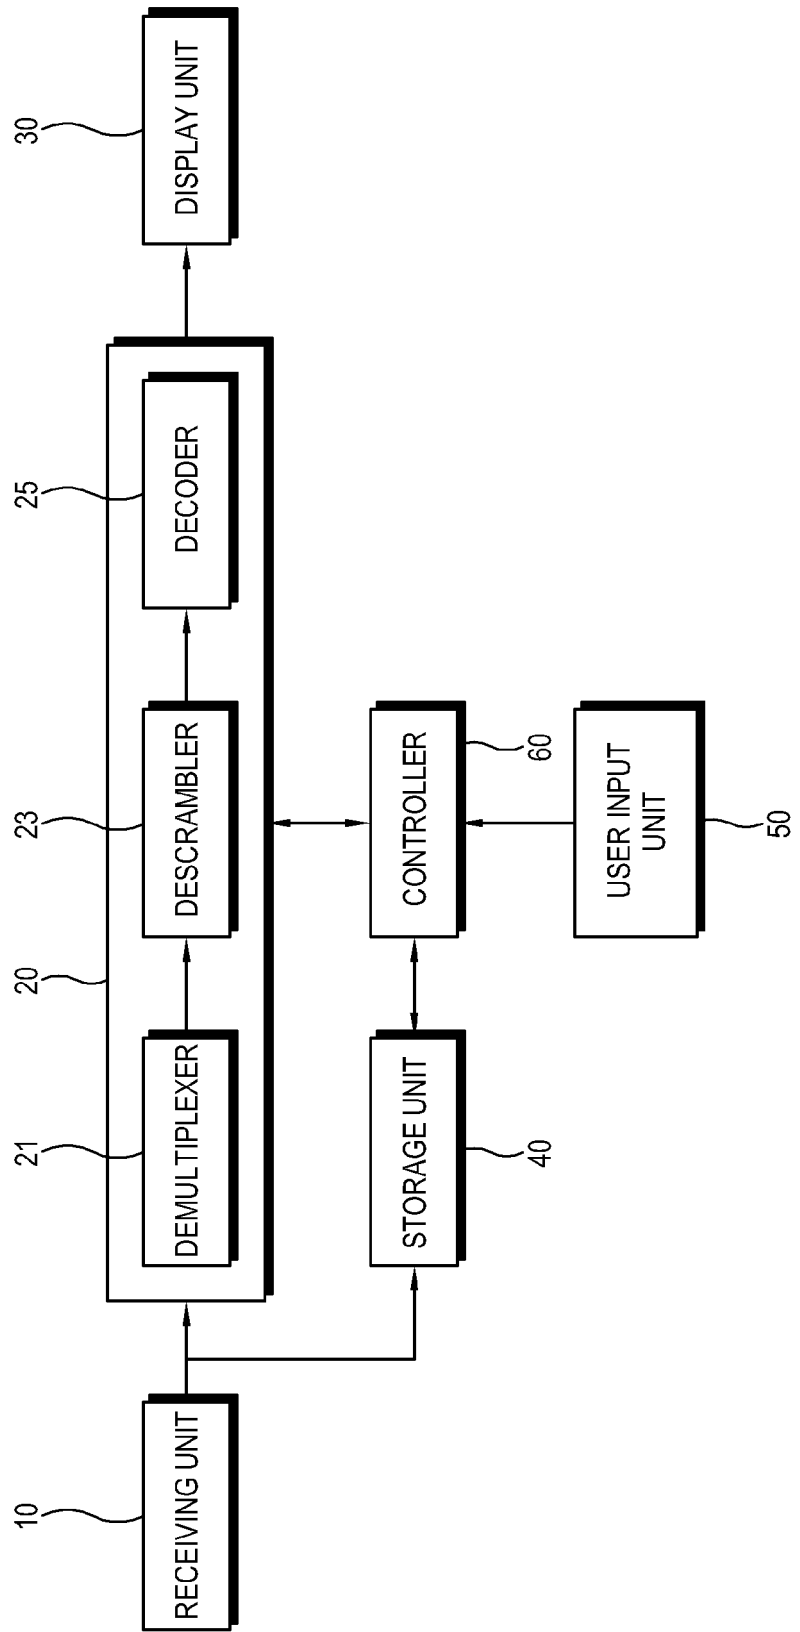 10
20
21
23
25
30
RECEIVING UNIT
DEMULTIPLEXER
DESCRAMBLER
DECODER
DISPLAY UNIT
STORAGE UNIT
CONTROLLER
40
60
USER INPUT
UNIT
50